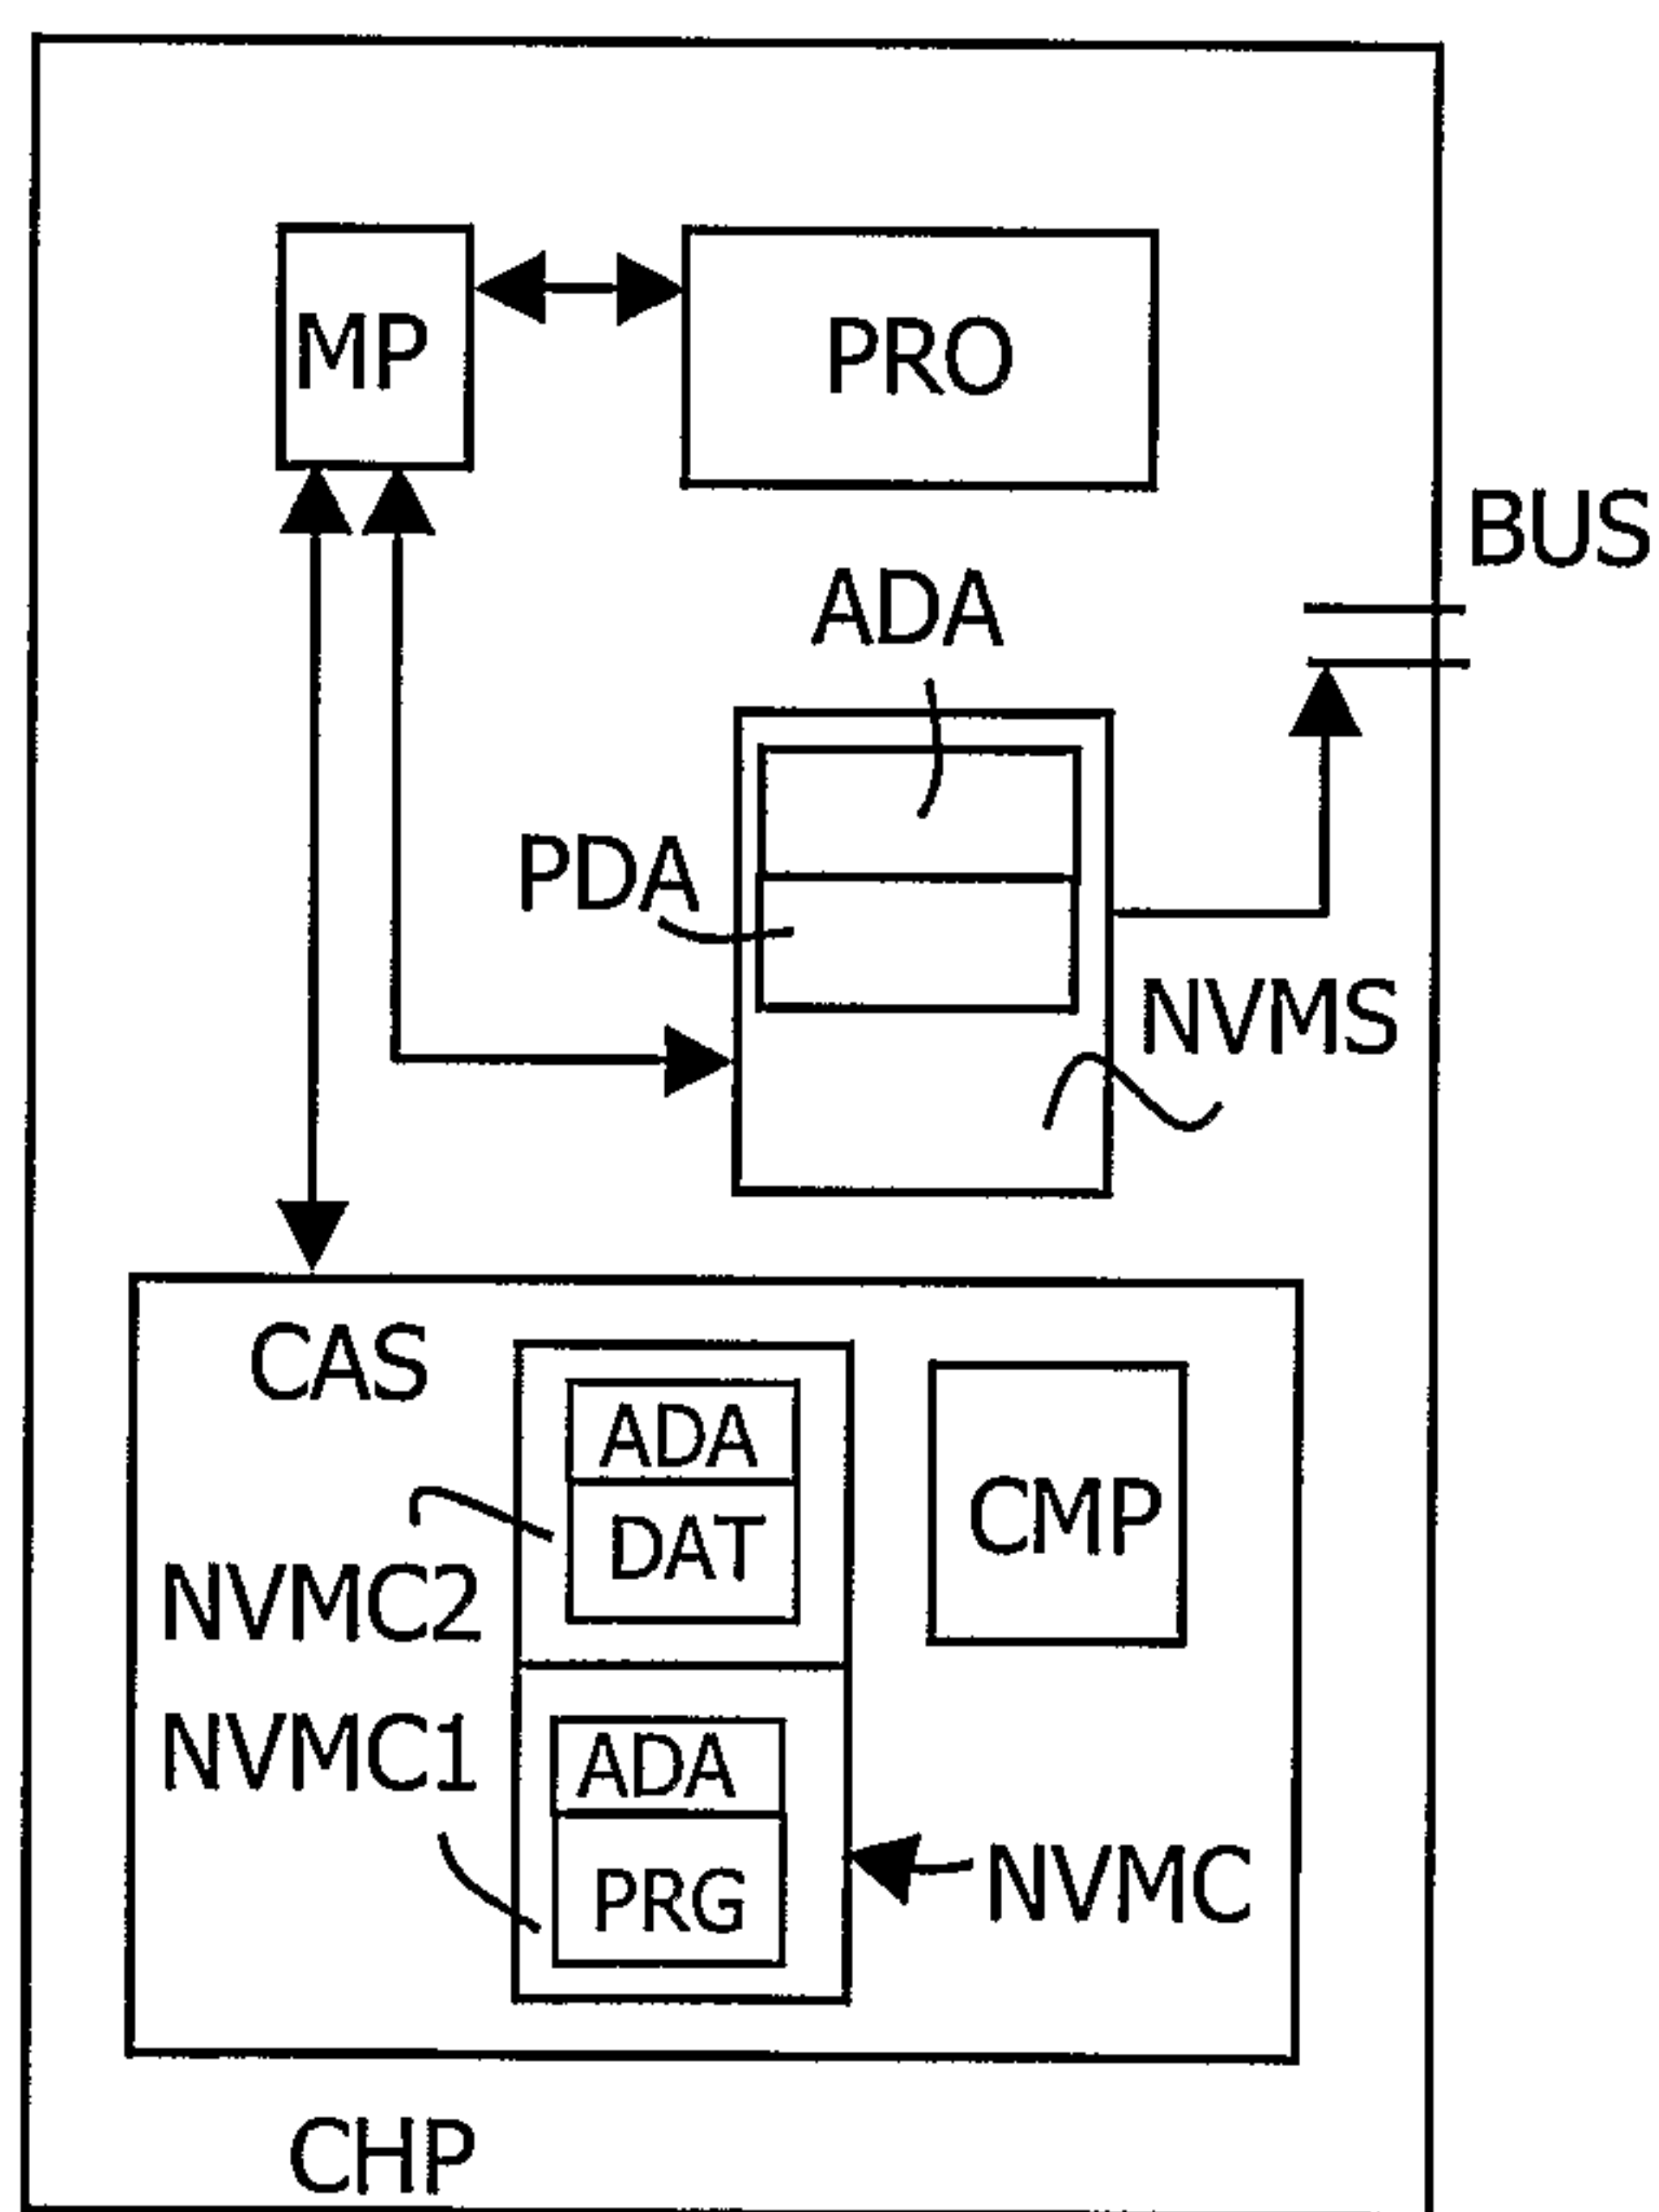 MP
PRO
BUS
ADA
PDA
NVMS
CAS
ADA
DAT
CMP
NVMC2
NVMC1
ADA
PRG
NVMC
CHP